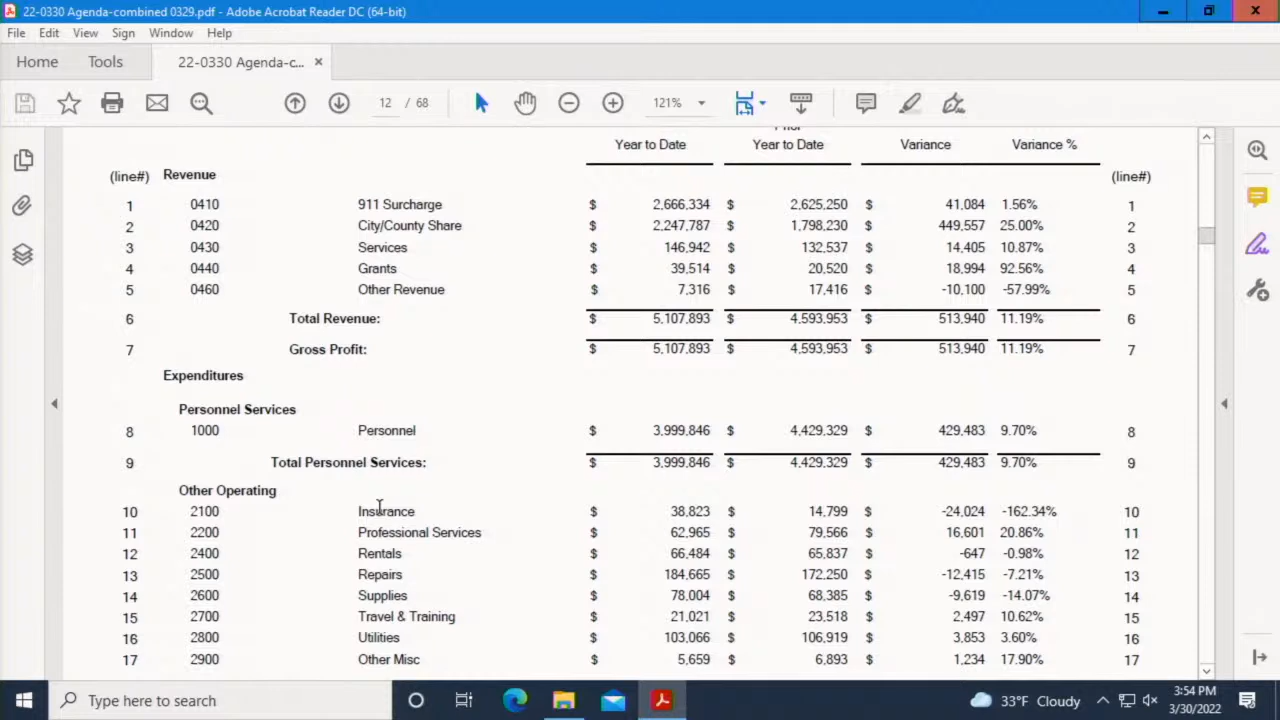 22-0330 Agenda-combined 0329.pdf - Adobe Acrobat Reader DC (64-bit)
File Edit View Sign Window Help
Home Tools 22-0330 Agenda-c... ×
12 / 68 121%
Year to Date Year to Date Variance Variance %
(line#) Revenue (line#)
1 0410 911 Surcharge $ 2,666,334 $ 2,625,250 $ 41,084 1.56% 1
2 0420 City/County Share $ 2,247,787 $ 1,798,230 $ 449,557 25.00% 2
3 0430 Services $ 146,942 $ 132,537 $ 14,405 10.87% 3
4 0440 Grants $ 39,514 $ 20,520 $ 18,994 92.56% 4
5 0460 Other Revenue $ 7,316 $ 17,416 $ -10,100 -57.99% 5
6 Total Revenue: $ 5,107,893 $ 4,593,953 $ 513,940 11.19% 6
7 Gross Profit: $ 5,107,893 $ 4,593,953 $ 513,940 11.19% 7
Expenditures
Personnel Services
8 1000 Personnel $ 3,999,846 $ 4,429,329 $ 429,483 9.70% 8
9 Total Personnel Services: $ 3,999,846 $ 4,429,329 $ 429,483 9.70% 9
Other Operating
10 2100 Insurance $ 38,823 $ 14,799 $ -24,024 -162.34% 10
11 2200 Professional Services $ 62,965 $ 79,566 $ 16,601 20.86% 11
12 2400 Rentals $ 66,484 $ 65,837 $ -647 -0.98% 12
13 2500 Repairs $ 184,665 $ 172,250 $ -12,415 -7.21% 13
14 2600 Supplies $ 78,004 $ 68,385 $ -9,619 -14.07% 14
15 2700 Travel & Training $ 21,021 $ 23,518 $ 2,497 10.62% 15
16 2800 Utilities $ 103,066 $ 106,919 $ 3,853 3.60% 16
17 2900 Other Misc $ 5,659 $ 6,893 $ 1,234 17.90% 17
Type here to search 33°F Cloudy 3:54 PM
3/30/2022